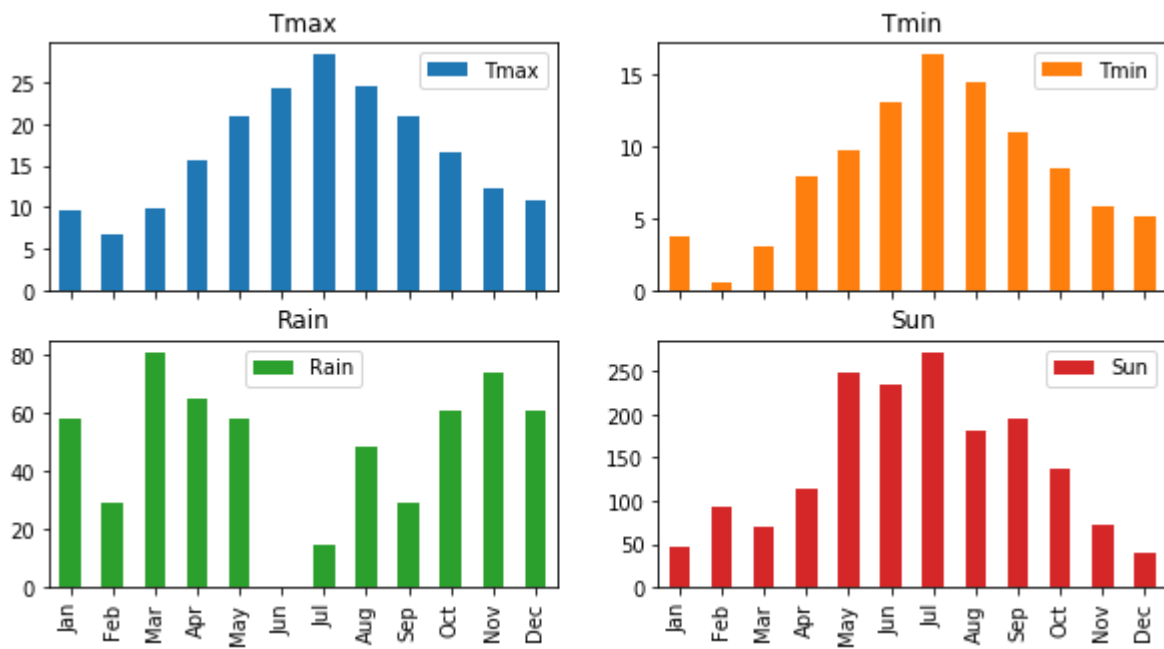 Tmax
Tmax
25
20
15
10
5
0
Tmin
Tmin
15
10
5
0
Rain
Rain
80
60
40
20
0
Jan
Feb
Mar
Apr
May
Jun
Jul
Aug
Sep
Oct
Nov
Dec
Sun
Sun
250
200
150
100
50
0
Jan
Feb
Mar
Apr
May
Jun
Jul
Aug
Sep
Oct
Nov
Dec